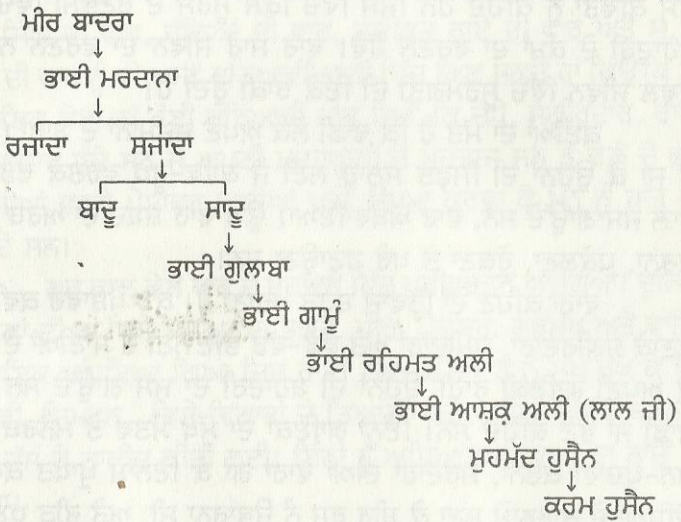 ਮੀਰ ਬਾਦਰਾ
ਭਾਈ ਮਰਦਾਨਾ
ਰਜਾਦਾ ਸਜਾਦਾ
ਬਾਦੂ ਸਾਦੂ
ਭਾਈ ਗੁਲਾਬਾ
ਭਾਈ ਗਾਮੂੰ
ਭਾਈ ਰਹਿਮਤ ਅਲੀ
ਭਾਈ ਆਸ਼ਕ ਅਲੀ (ਲਾਲ ਜੀ)
ਮੁਹੰਮਦ ਹੁਸੈਨ
ਕਰਮ ਹੁਸੈਨ